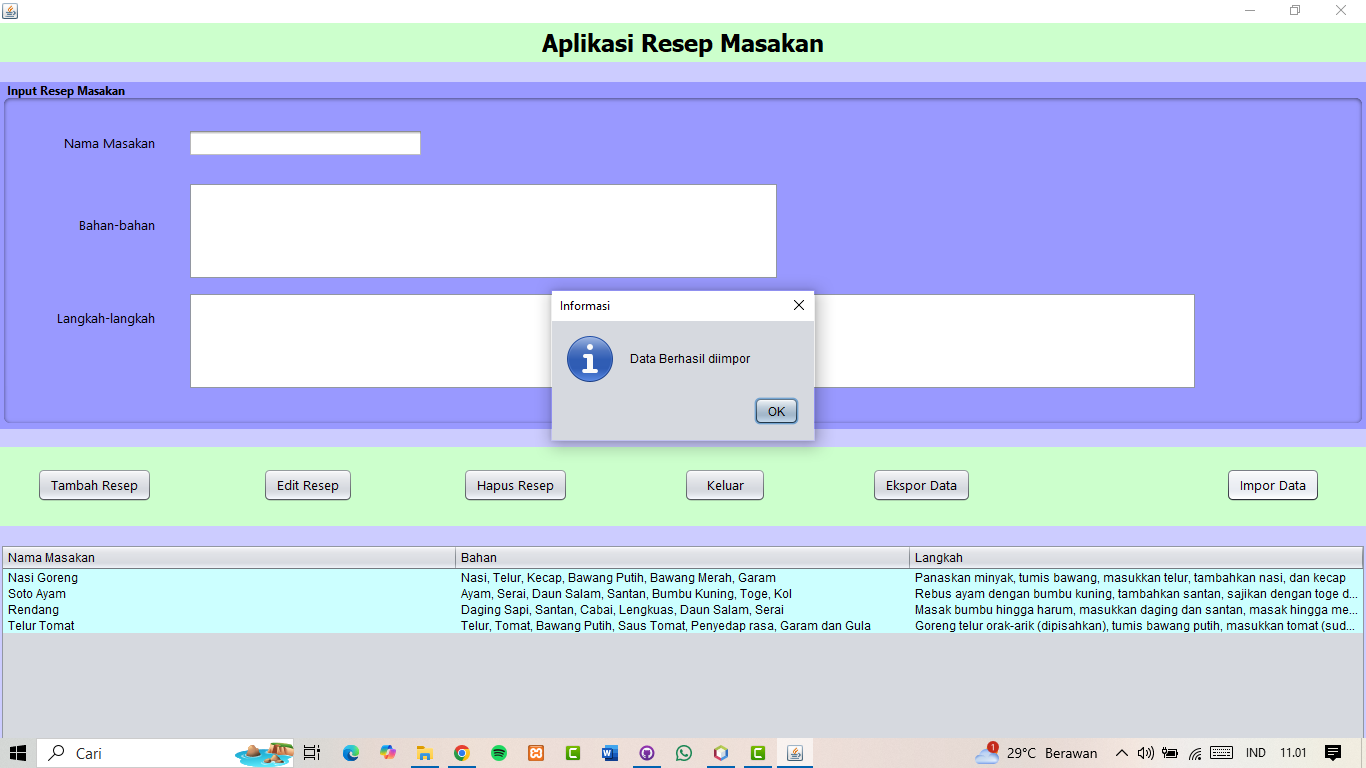 Aplikasi Resep Masakan
Input Resep Masakan
Nama Masakan
Bahan-bahan
Langkah-langkah
Informasi
Data Berhasil diimpor
OK
Tambah Resep Edit Resep Hapus Resep Keluar Ekspor Data Impor Data
Nama Masakan Bahan Langkah
Nasi Goreng Nasi, Telur, Kecap, Bawang Putih, Bawang Merah, Garam Panaskan minyak, tumis bawang, masukkan telur, tambahkan nasi, dan kecap
Soto Ayam Ayam, Serai, Daun Salam, Santan, Bumbu Kuning, Toge, Kol Rebus ayam dengan bumbu kuning, tambahkan santan, sajikan dengan toge d...
Rendang Daging Sapi, Santan, Cabai, Lengkuas, Daun Salam, Serai Masak bumbu hingga harum, masukkan daging dan santan, masak hingga me...
Telur Tomat Telur, Tomat, Bawang Putih, Saus Tomat, Penyedap rasa, Garam dan Gula Goreng telur orak-arik (dipisahkan), tumis bawang putih, masukkan tomat (sud...
Cari 1 29°C Berawan IND 11.01